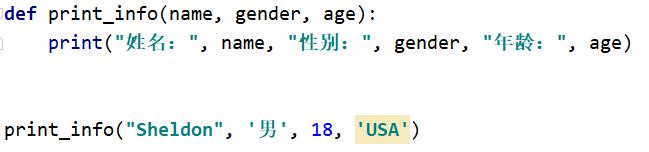 def print_info(name, gender, age):
    print("姓名：", name, "性别：", gender, "年龄：", age)
print_info("Sheldon", '男', 18, 'USA')